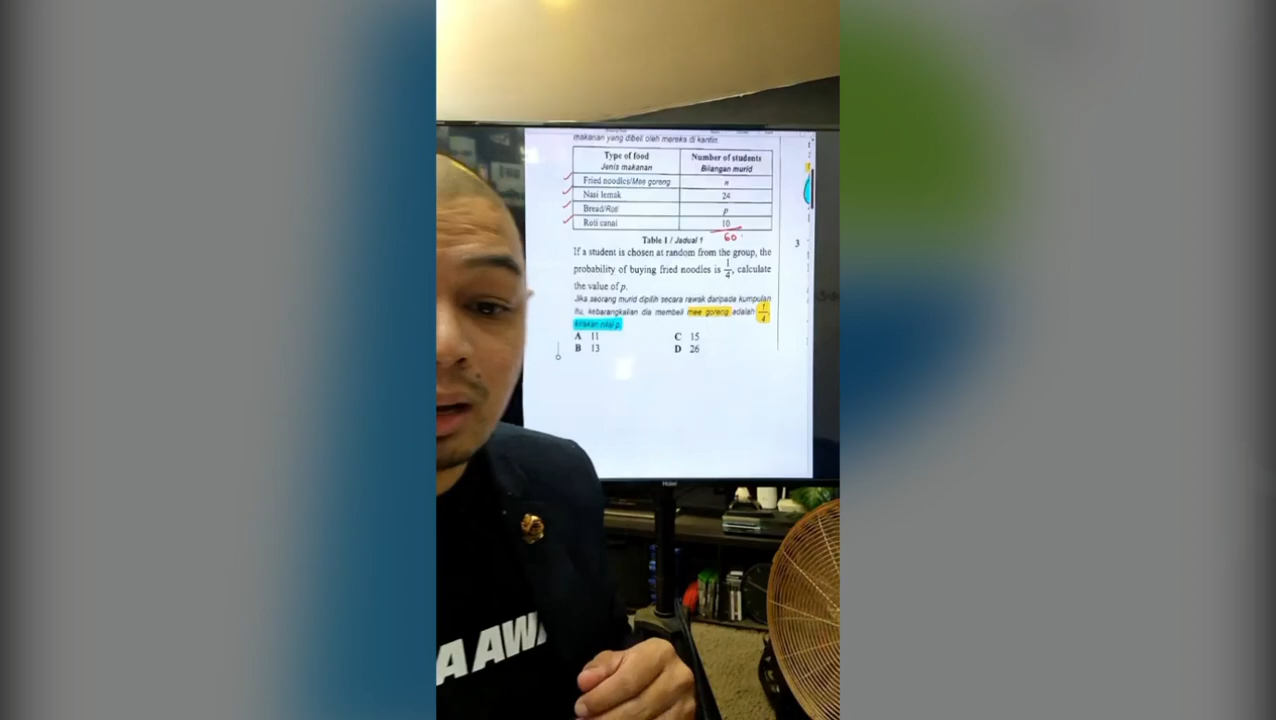 makanan yang dibeli oleh mereka di kantin.
Type of food Number of students
Jenis makanan Bilangan murid
Fried noodles/Mee goreng n
Nasi lemak 24
Bread/Roti p
Roti canai 10
60
Table 1 / Jadual 1
3
If a student is chosen at random from the group, the
probability of buying fried noodles is 1/4, calculate
the value of p.
Jika seorang murid dipilih secara rawak daripada kumpulan
itu, kebarangkalian dia membeli mee goreng adalah 1/4,
kirakan nilai p.
A 11 C 15
B 13 D 26
Haier
AAW